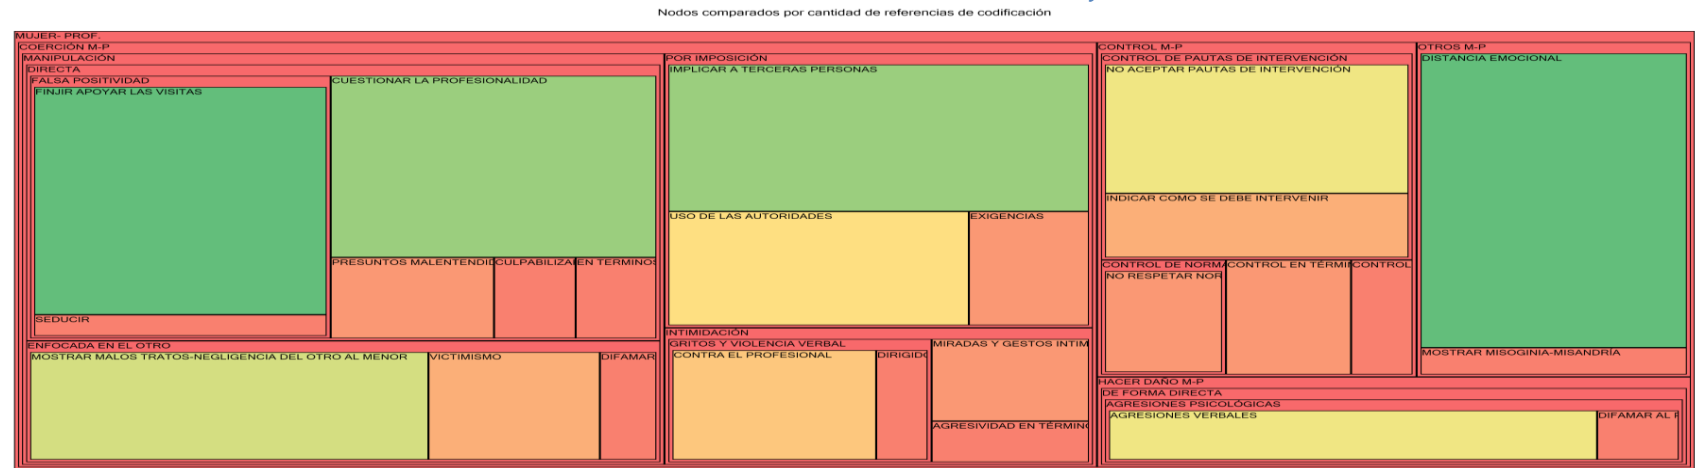 Nodos comparados por cantidad de referencias de codificación
MUJER- PROF.
COERCIÓN M-P
MANIPULACIÓN
DIRECTA
FALSA POSITIVIDAD
FINJIR APOYAR LAS VISITAS
SEDUCIR
CUESTIONAR LA PROFESIONALIDAD
PRESUNTOS MALENTENDID
CULPABILIZA
EN TERMINOS
ENFOCADA EN EL OTRO
MOSTRAR MALOS TRATOS-NEGLIGENCIA DEL OTRO AL MENOR
VICTIMISMO
DIFAMAR
POR IMPOSICIÓN
IMPLICAR A TERCERAS PERSONAS
USO DE LAS AUTORIDADES
EXIGENCIAS
INTIMIDACIÓN
GRITOS Y VIOLENCIA VERBAL
CONTRA EL PROFESIONAL
DIRIGIDO
MIRADAS Y GESTOS INTIM
AGRESIVIDAD EN TÉRMINO
CONTROL M-P
CONTROL DE PAUTAS DE INTERVENCIÓN
NO ACEPTAR PAUTAS DE INTERVENCIÓN
INDICAR COMO SE DEBE INTERVENIR
CONTROL DE NORMA
NO RESPETAR NOR
CONTROL EN TÉRMI
CONTROL
OTROS M-P
DISTANCIA EMOCIONAL
MOSTRAR MISOGINIA-MISANDRÍA
HACER DAÑO M-P
DE FORMA DIRECTA
AGRESIONES PSICOLÓGICAS
AGRESIONES VERBALES
DIFAMAR AL